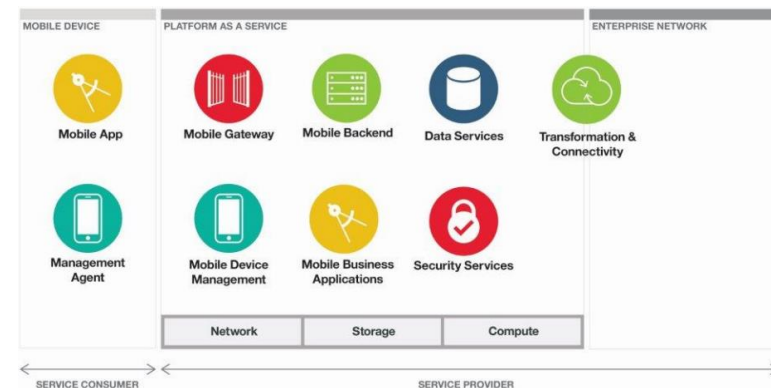 MOBILE DEVICE
PLATFORM AS A SERVICE
ENTERPRISE NETWORK
Mobile App
Mobile Gateway
Mobile Backend
Data Services
Transformation &
Connectivity
Management
Agent
Mobile Device
Management
Mobile Business
Applications
Security Services
Network
Storage
Compute
SERVICE CONSUMER
SERVICE PROVIDER